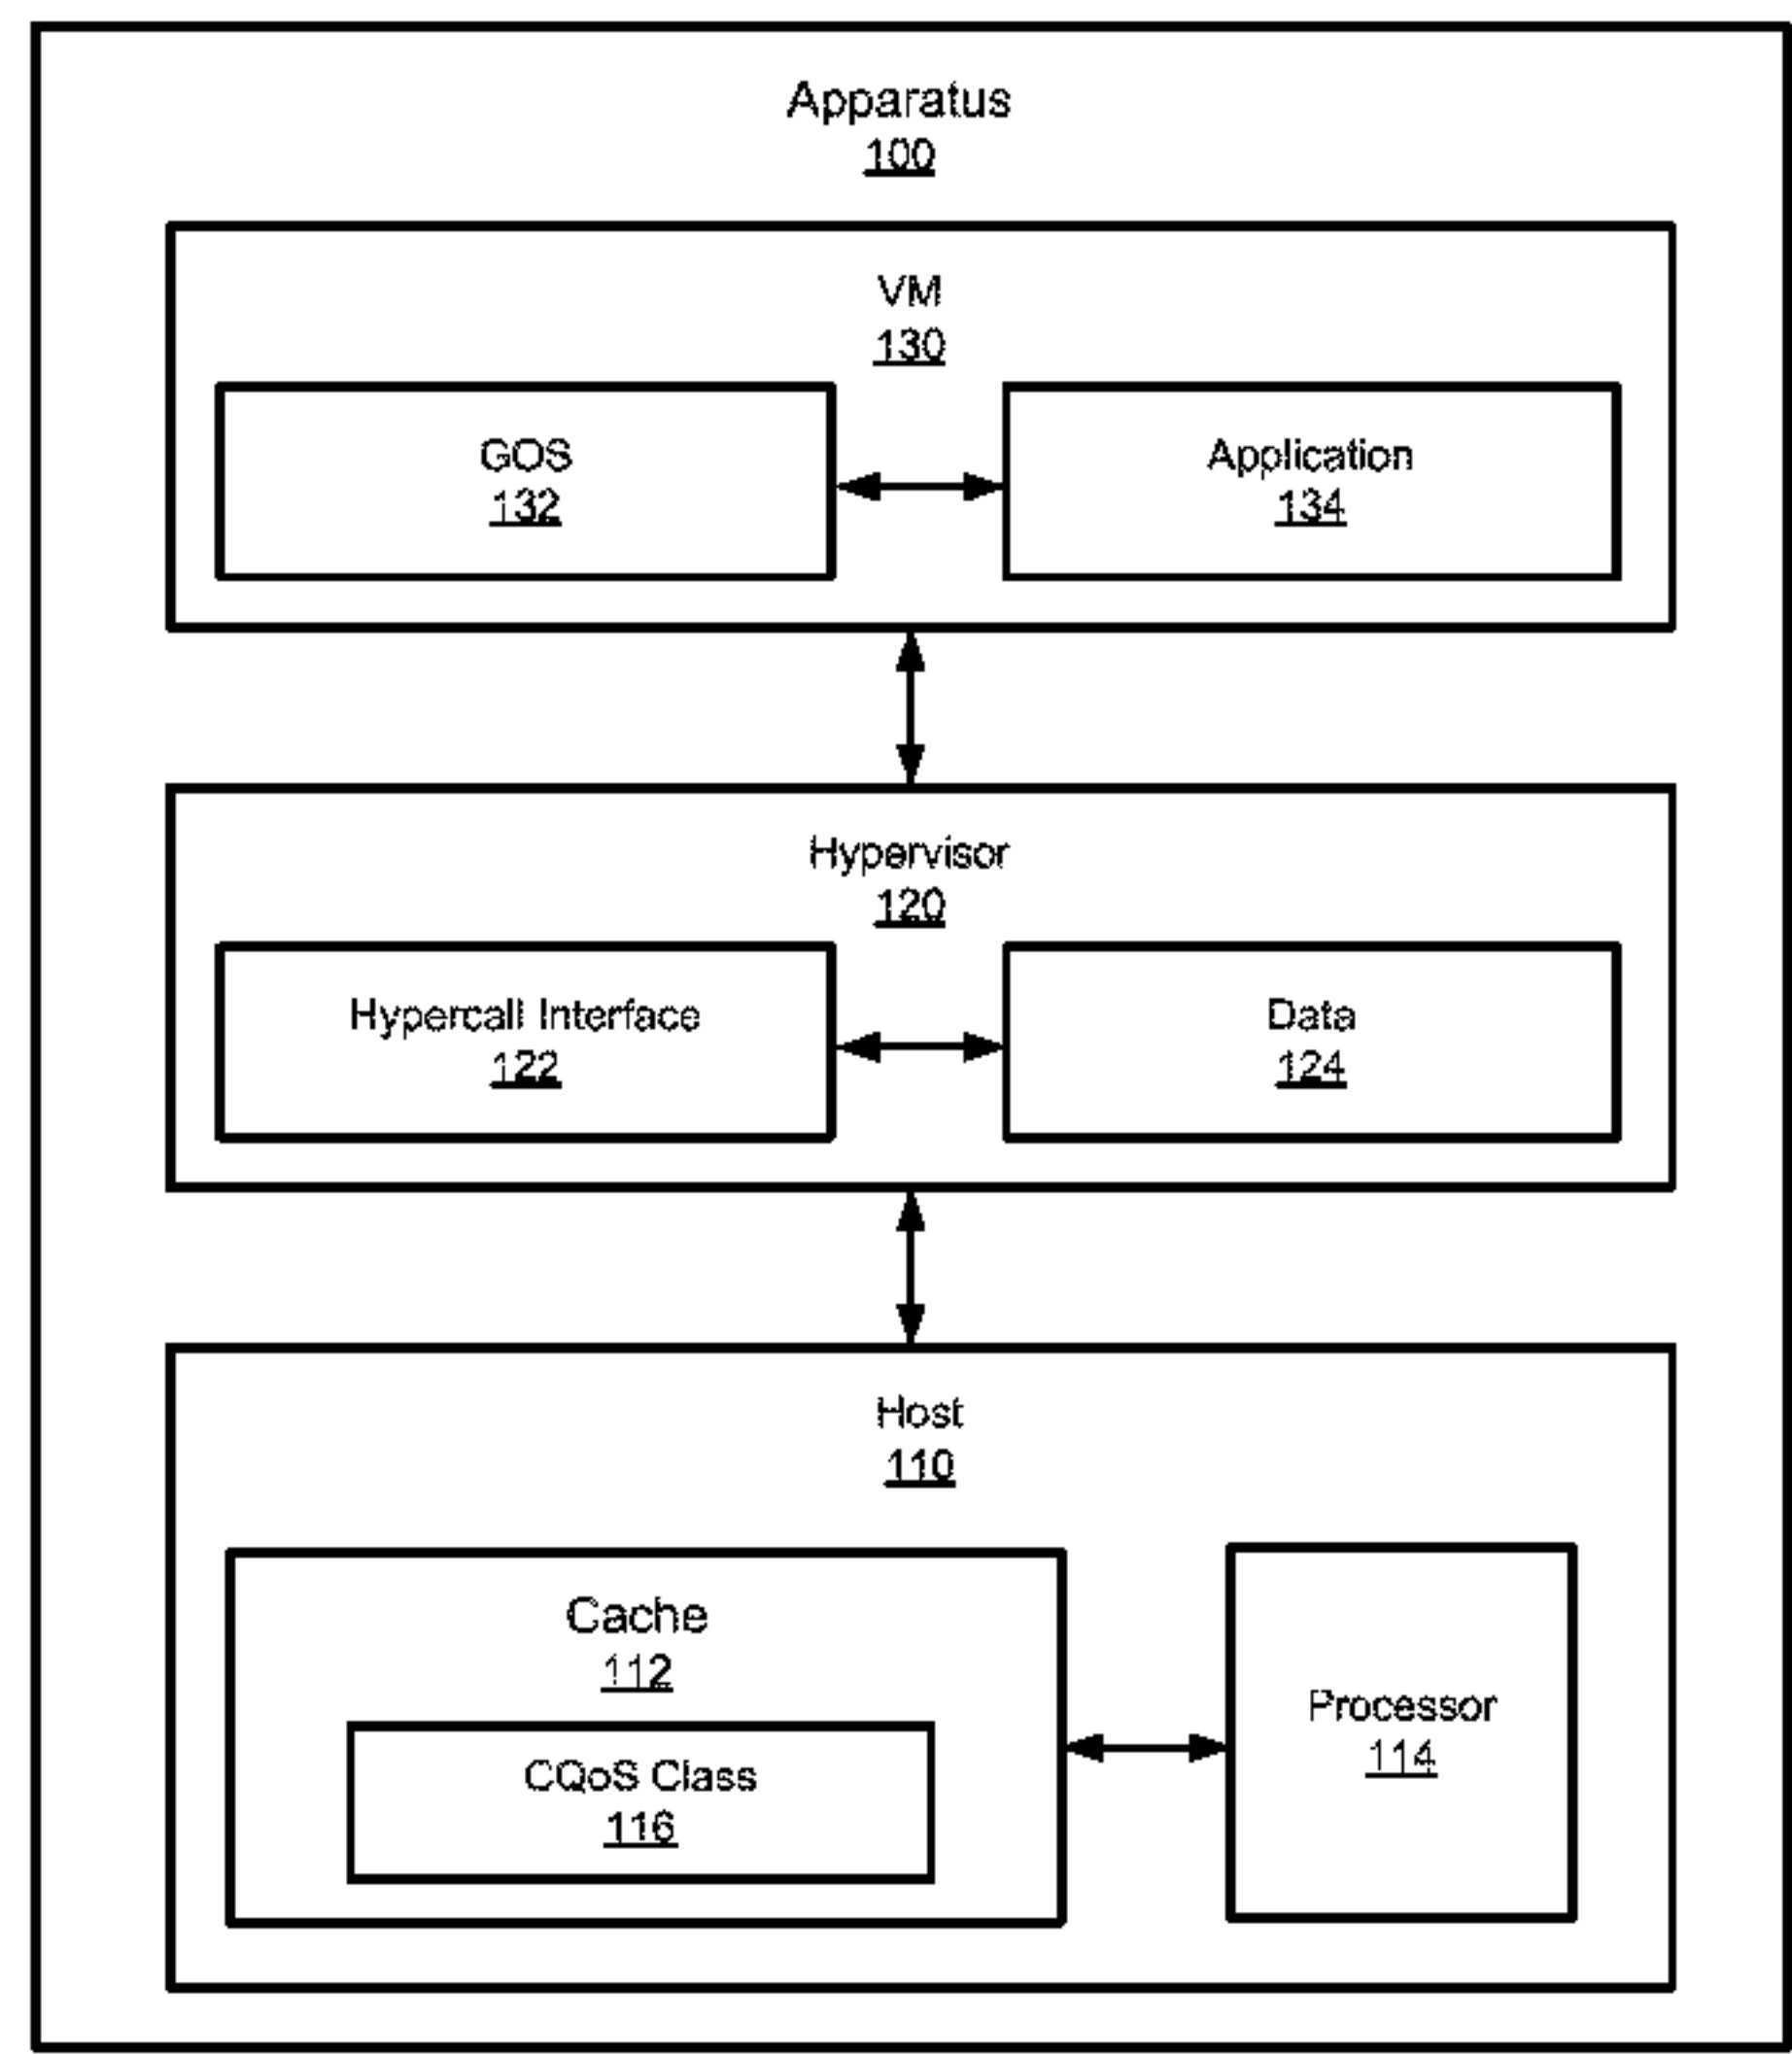 Apparatus
100
VM
130
GOS
132
Application
134
Hypervisor
120
Hypercall Interface
122
Data
124
Host
110
Cache
112
CQoS Class
116
Processor
114